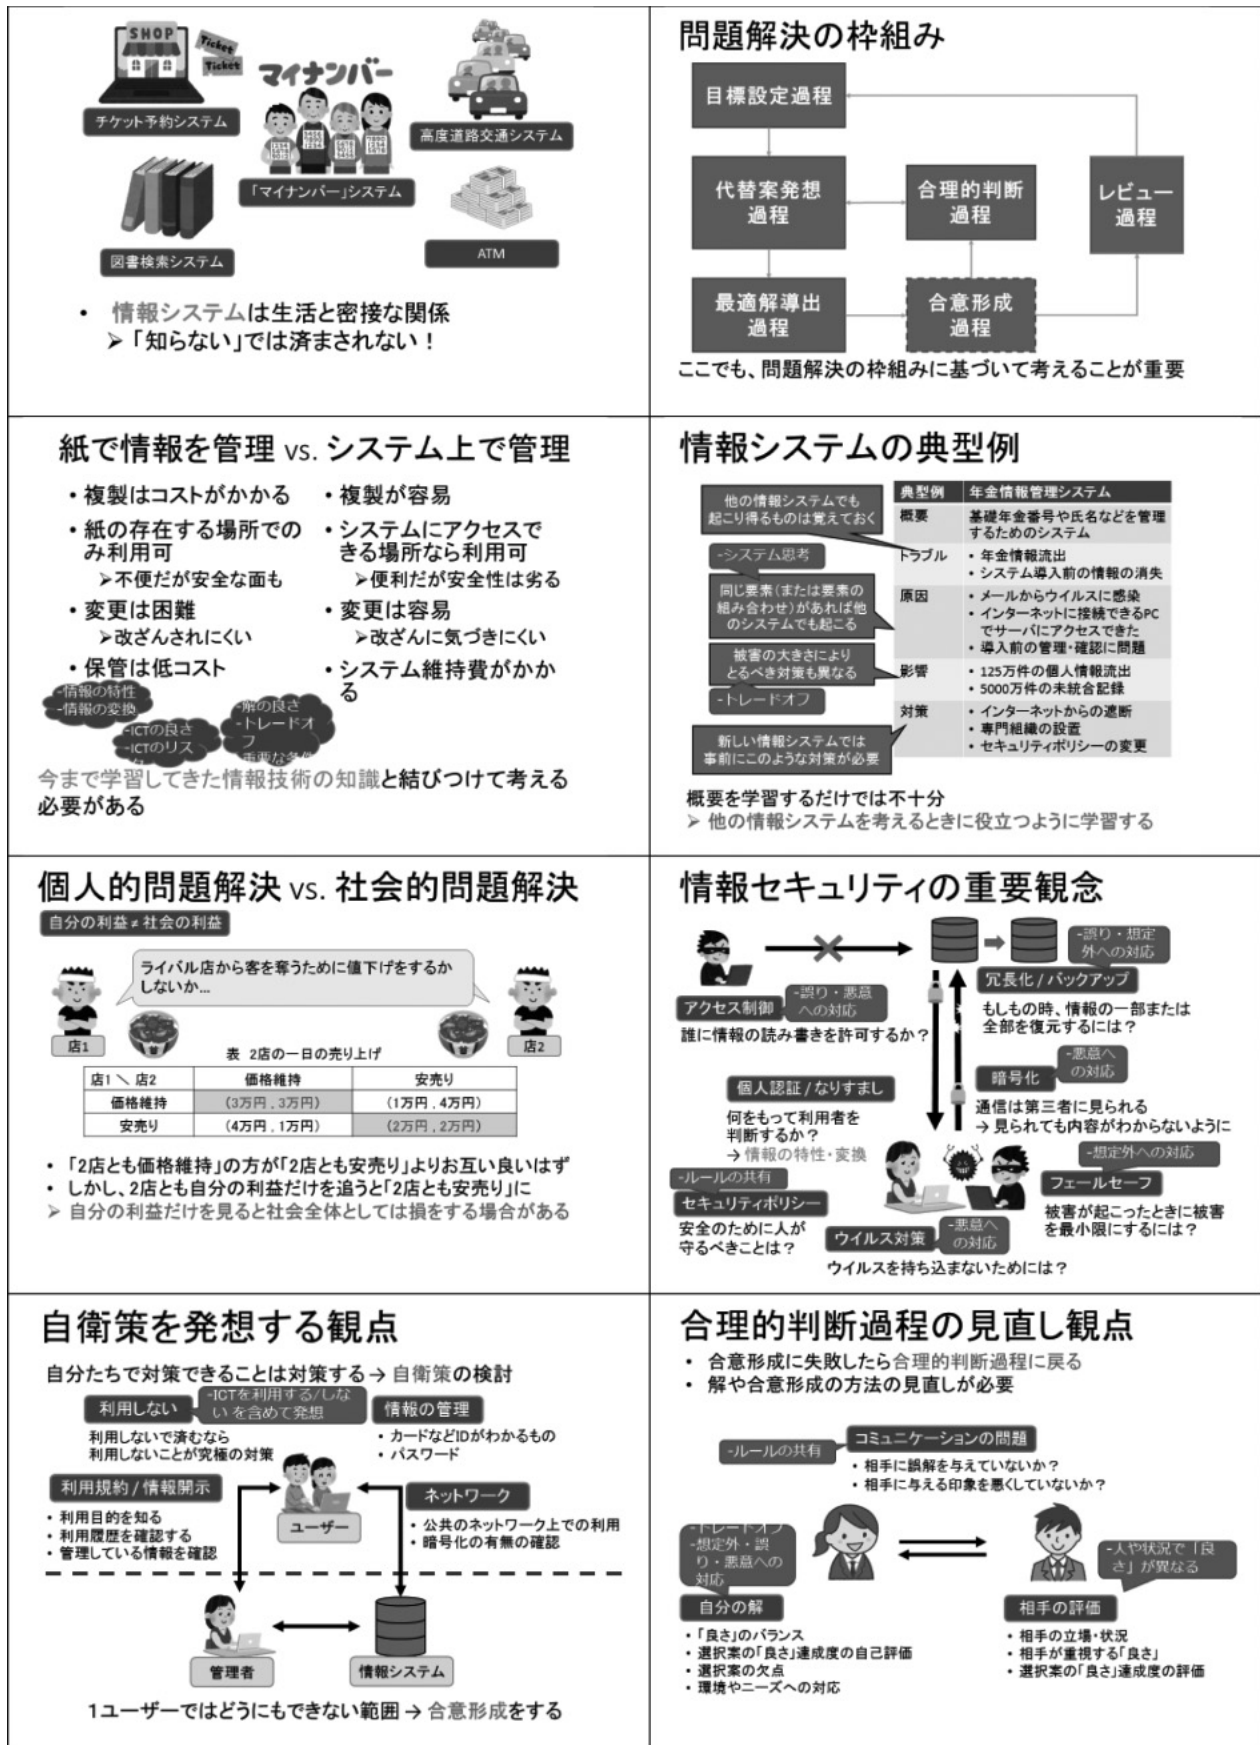 SHOP
Ticket
Ticket
チケット予約システム
マイナンバー
「マイナンバー」システム
高度道路交通システム
図書検索システム
ATM
• 情報システムは生活と密接な関係
➢「知らない」では済まされない！
問題解決の枠組み
目標設定過程
代替案発想
過程
合理的判断
過程
レビュー
過程
最適解導出
過程
合意形成
過程
ここでも、問題解決の枠組みに基づいて考えることが重要
紙で情報を管理 vs. システム上で管理
• 複製はコストがかかる
• 紙の存在する場所での
み利用可
➢不便だが安全な面も
• 変更は困難
➢改ざんされにくい
• 保管は低コスト
• 複製が容易
• システムにアクセスで
きる場所なら利用可
➢便利だが安全性は劣る
• 変更は容易
➢改ざんに気づきにくい
• システム維持費がかか
る
-情報の特性
-情報の変換
-ICTの良さ
-ICTのリス
-解の良さ
-トレードオ
フ
今まで学習してきた情報技術の知識と結びつけて考える
必要がある
情報システムの典型例
他の情報システムでも
起こり得るものは覚えておく
-システム思考
同じ要素(または要素の
組み合わせ)があれば他
のシステムでも起こる
被害の大きさにより
とるべき対策も異なる
-トレードオフ
新しい情報システムでは
事前にこのような対策が必要
典型例 年金情報管理システム
概要 基礎年金番号や氏名などを管理
するためのシステム
トラブル • 年金情報流出
• システム導入前の情報の消失
原因 • メールからウイルスに感染
• インターネットに接続できるPC
でサーバにアクセスできた
• 導入前の管理・確認に問題
影響 • 125万件の個人情報流出
• 5000万件の未統合記録
対策 • インターネットからの遮断
• 専門組織の設置
• セキュリティポリシーの変更
概要を学習するだけでは不十分
➢ 他の情報システムを考えるときに役立つように学習する
個人的問題解決 vs. 社会的問題解決
自分の利益≠社会の利益
ライバル店から客を奪うために値下げをするか
しないか…
店1
店2
表 2店の一日の売り上げ
店1 ＼ 店2 価格維持 安売り
価格維持 (3万円 , 3万円) (1万円 , 4万円)
安売り (4万円 , 1万円) (2万円 , 2万円)
• 「2店とも価格維持」の方が「2店とも安売り」よりお互い良いはず
• しかし、2店とも自分の利益だけを追うと「2店とも安売り」に
➢ 自分の利益だけを見ると社会全体としては損をする場合がある
情報セキュリティの重要観念
-誤り・想定
外への対応
冗長化 / バックアップ
もしもの時、情報の一部または
全部を復元するには？
アクセス制御
-誤り・悪意
への対応
誰に情報の読み書きを許可するか？
-悪意へ
の対応
暗号化
通信は第三者に見られる
→ 見られても内容がわからないように
個人認証 / なりすまし
何をもって利用者を
判断するか？
→ 情報の特性・変換
-ルールの共有
セキュリティポリシー
安全のために人が
守るべきことは？
ウイルス対策
-悪意へ
の対応
ウイルスを持ち込まないためには？
-想定外への対応
フェールセーフ
被害が起こったときに被害
を最小限にするには？
自衛策を発想する観点
自分たちで対策できることは対策する → 自衛策の検討
利用しない
-ICTを利用する/しな
い を含めて発想
利用しないで済むなら
利用しないことが究極の対策
情報の管理
• カードなどIDがわかるもの
• パスワード
利用規約 / 情報開示
• 利用目的を知る
• 利用履歴を確認する
• 管理している情報を確認
ユーザー
ネットワーク
• 公共のネットワーク上での利用
• 暗号化の有無の確認
管理者
情報システム
1ユーザーではどうにもできない範囲 → 合意形成をする
合理的判断過程の見直し観点
• 合意形成に失敗したら合理的判断過程に戻る
• 解や合意形成の方法の見直しが必要
-ルールの共有
コミュニケーションの問題
• 相手に誤解を与えていないか？
• 相手に与える印象を悪くしていないか？
-トレードオフ
-想定外・誤
り・悪意への
対応
自分の解
• 「良さ」のバランス
• 選択案の「良さ」達成度の自己評価
• 選択案の欠点
• 環境やニーズへの対応
-人や状況で「良
さ」が異なる
相手の評価
• 相手の立場・状況
• 相手が重視する「良さ」
• 選択案の「良さ」達成度の評価